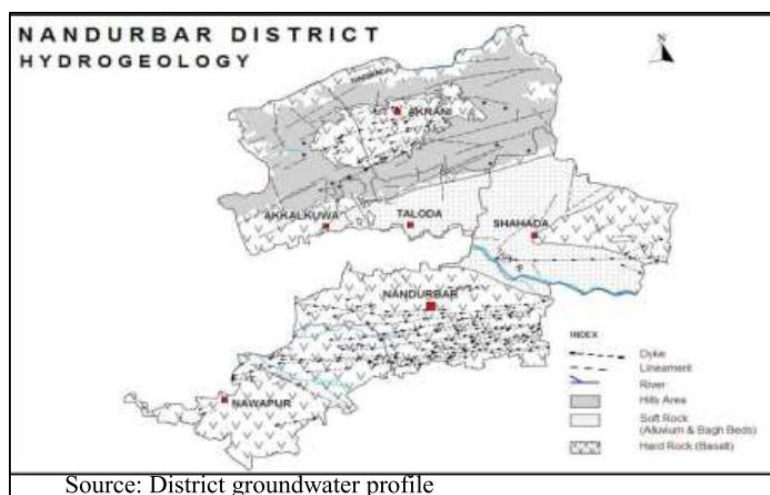 NANDURBAR DISTRICT
HYDROGEOLOGY
N
AKRANI
AKKALKUWA
TALODA
SHAHADA
NANDURBAR
NAWAPUR
INDEX
Dyke
Lineament
River
Hills Area
Soft Rock
(Alluvium & Bagh Beds)
Hard Rock (Basalt)
Source: District groundwater profile